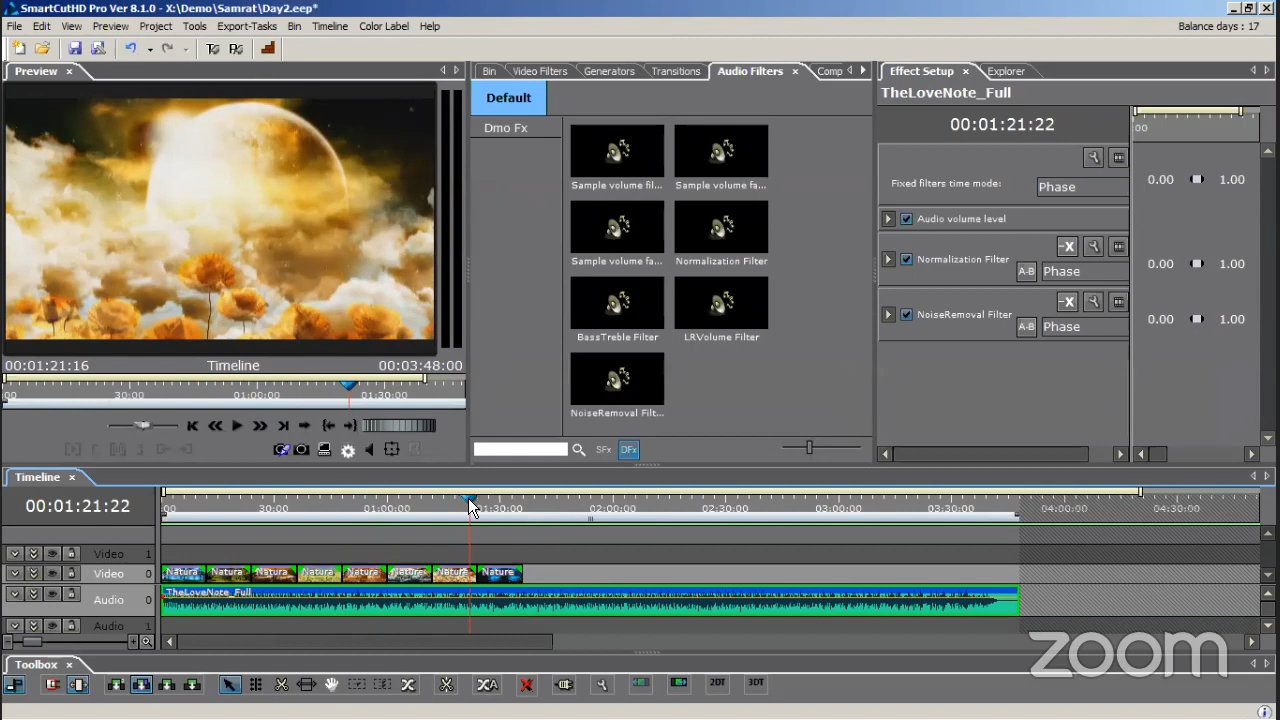 SmartCutHD Pro Ver 8.1.0 - X:\Demo\Samrat\Day2.eep*
File Edit View Preview Project Tools Export-Tasks Bin Timeline Color Label Help
Balance days : 17
Preview
Bin Video Filters Generators Transitions Audio Filters Comp
Effect Setup Explorer
Default
Dmo Fx
TheLoveNote_Full
00:01:21:22
:00
Sample volume fil...
Sample volume fa...
Fixed filters time mode:
Phase
0.00 1.00
Audio volume level
Sample volume fa...
Normalization Filter
Normalization Filter
-X
A-B
Phase
0.00 1.00
NoiseRemoval Filter
-X
A-B
Phase
0.00 1.00
BassTreble Filter
LRVolume Filter
NoiseRemoval Filt...
SFx DFx
00:01:21:16 Timeline 00:03:48:00
:00 30:00 01:00:00 01:30:00
Timeline
00:01:21:22
:00 30:00 01:00:00 01:30:00 02:00:00 02:30:00 03:00:00 03:30:00 04:00:00 04:30:00
Video 1
Video 0
Natura Natura Natura Natura Natura Nature Nature Nature
Audio 0
TheLoveNote_Full
Audio 1
zoom
Toolbox
XA 2DT 3DT